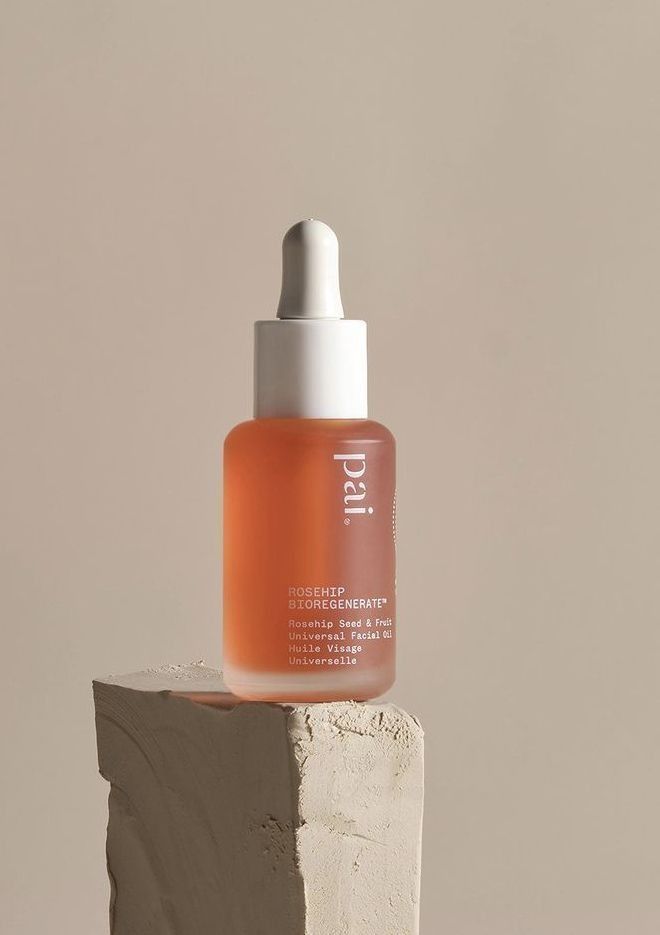 pai®
ROSEHIP
BIOREGENERATE™
Rosehip Seed & Fruit
Universal Facial Oil
Huile Visage
Universelle